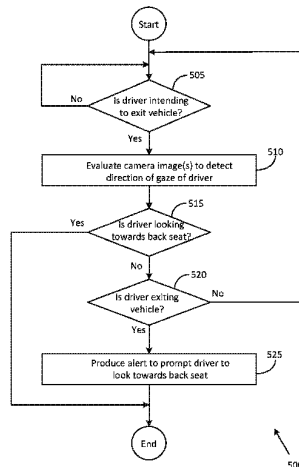 Start
505
Is driver intending
to exit vehicle?
No
Yes
510
Evaluate camera image(s) to detect
direction of gaze of driver
515
Yes
Is driver looking
towards back seat?
No
520
Is driver exiting
vehicle?
No
Yes
525
Produce alert to prompt driver to
look towards back seat
End
500